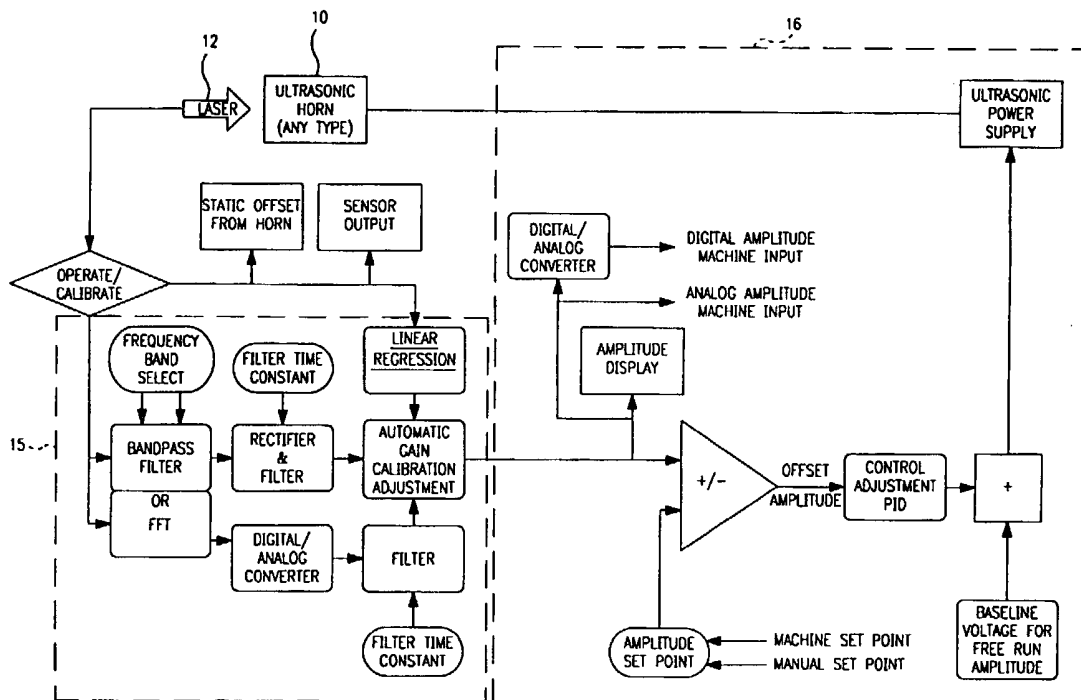 10
16
12
LASER
ULTRASONIC
HORN
(ANY TYPE)
ULTRASONIC
POWER
SUPPLY
STATIC OFFSET
FROM HORN
SENSOR
OUTPUT
DIGITAL/
ANALOG
CONVERTER
DIGITAL AMPLITUDE
MACHINE INPUT
OPERATE/
CALIBRATE
ANALOG AMPLITUDE
MACHINE INPUT
FREQUENCY
BAND
SELECT
FILTER TIME
CONSTANT
LINEAR
REGRESSION
AMPLITUDE
DISPLAY
15
BANDPASS
FILTER
RECTIFIER
&
FILTER
AUTOMATIC
GAIN
CALIBRATION
ADJUSTMENT
+/-
OFFSET
AMPLITUDE
CONTROL
ADJUSTMENT
PID
+
OR
FFT
DIGITAL/
ANALOG
CONVERTER
FILTER
FILTER TIME
CONSTANT
AMPLITUDE
SET POINT
MACHINE SET POINT
MANUAL SET POINT
BASELINE
VOLTAGE FOR
FREE RUN
AMPLITUDE